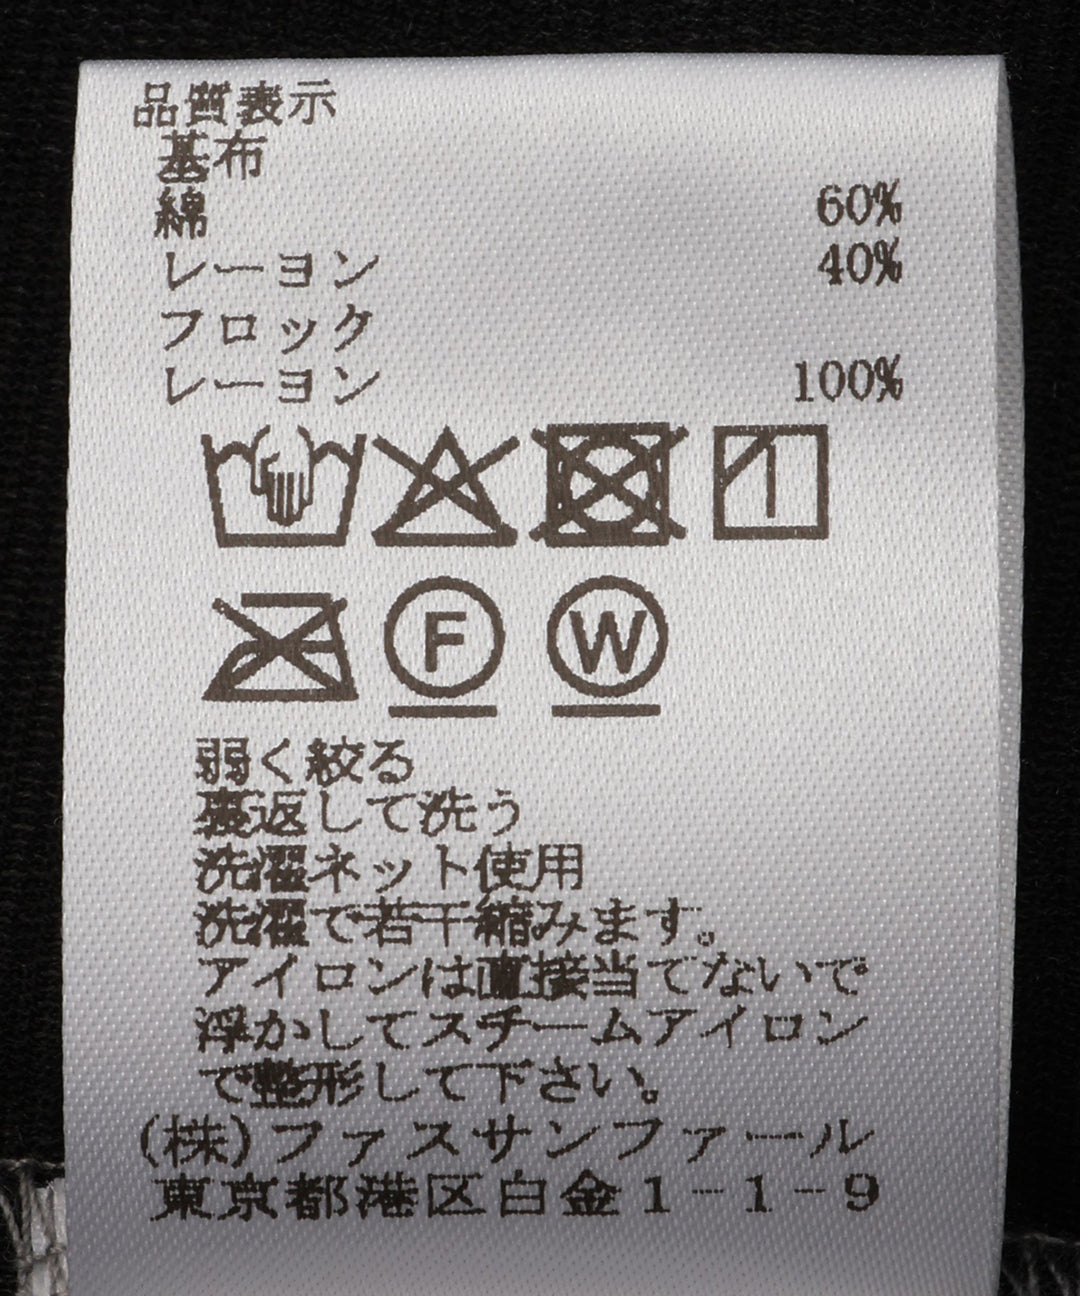 品質表示
基布
綿 60%
レーヨン 40%
フロック
レーヨン 100%
F W
弱く絞る
裏返して洗う
洗濯ネット使用
洗濯で若干縮みます。
アイロンは直接当てないで
浮かしてスチームアイロン
で整形して下さい。
(株)ファスサンファール
東京都港区白金1-1-9